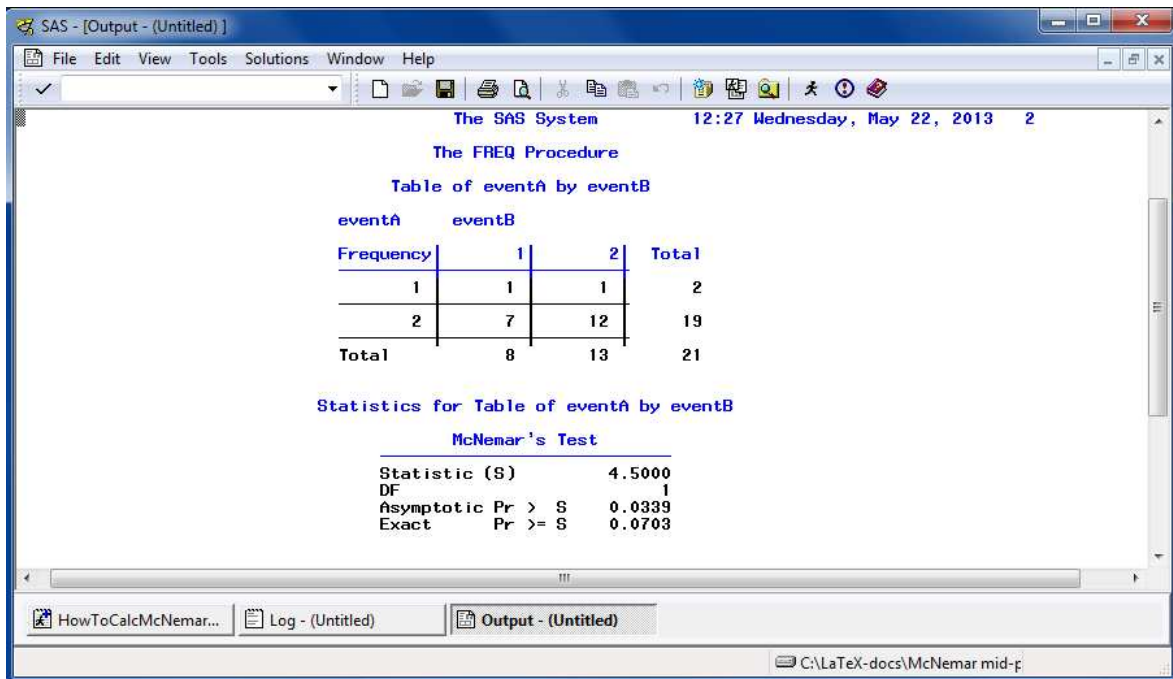 SAS - [Output - (Untitled) ]
File Edit View Tools Solutions Window Help
The SAS System 12:27 Wednesday, May 22, 2013 2
The FREQ Procedure
Table of eventA by eventB
eventA eventB
Frequency 1 2 Total
1 1 1 2
2 7 12 19
Total 8 13 21
Statistics for Table of eventA by eventB
McNemar's Test
Statistic (S) 4.5000
DF 1
Asymptotic Pr > S 0.0339
Exact Pr >= S 0.0703
HowToCalcMcNemar... Log - (Untitled) Output - (Untitled)
C:\LaTeX-docs\McNemar mid-p